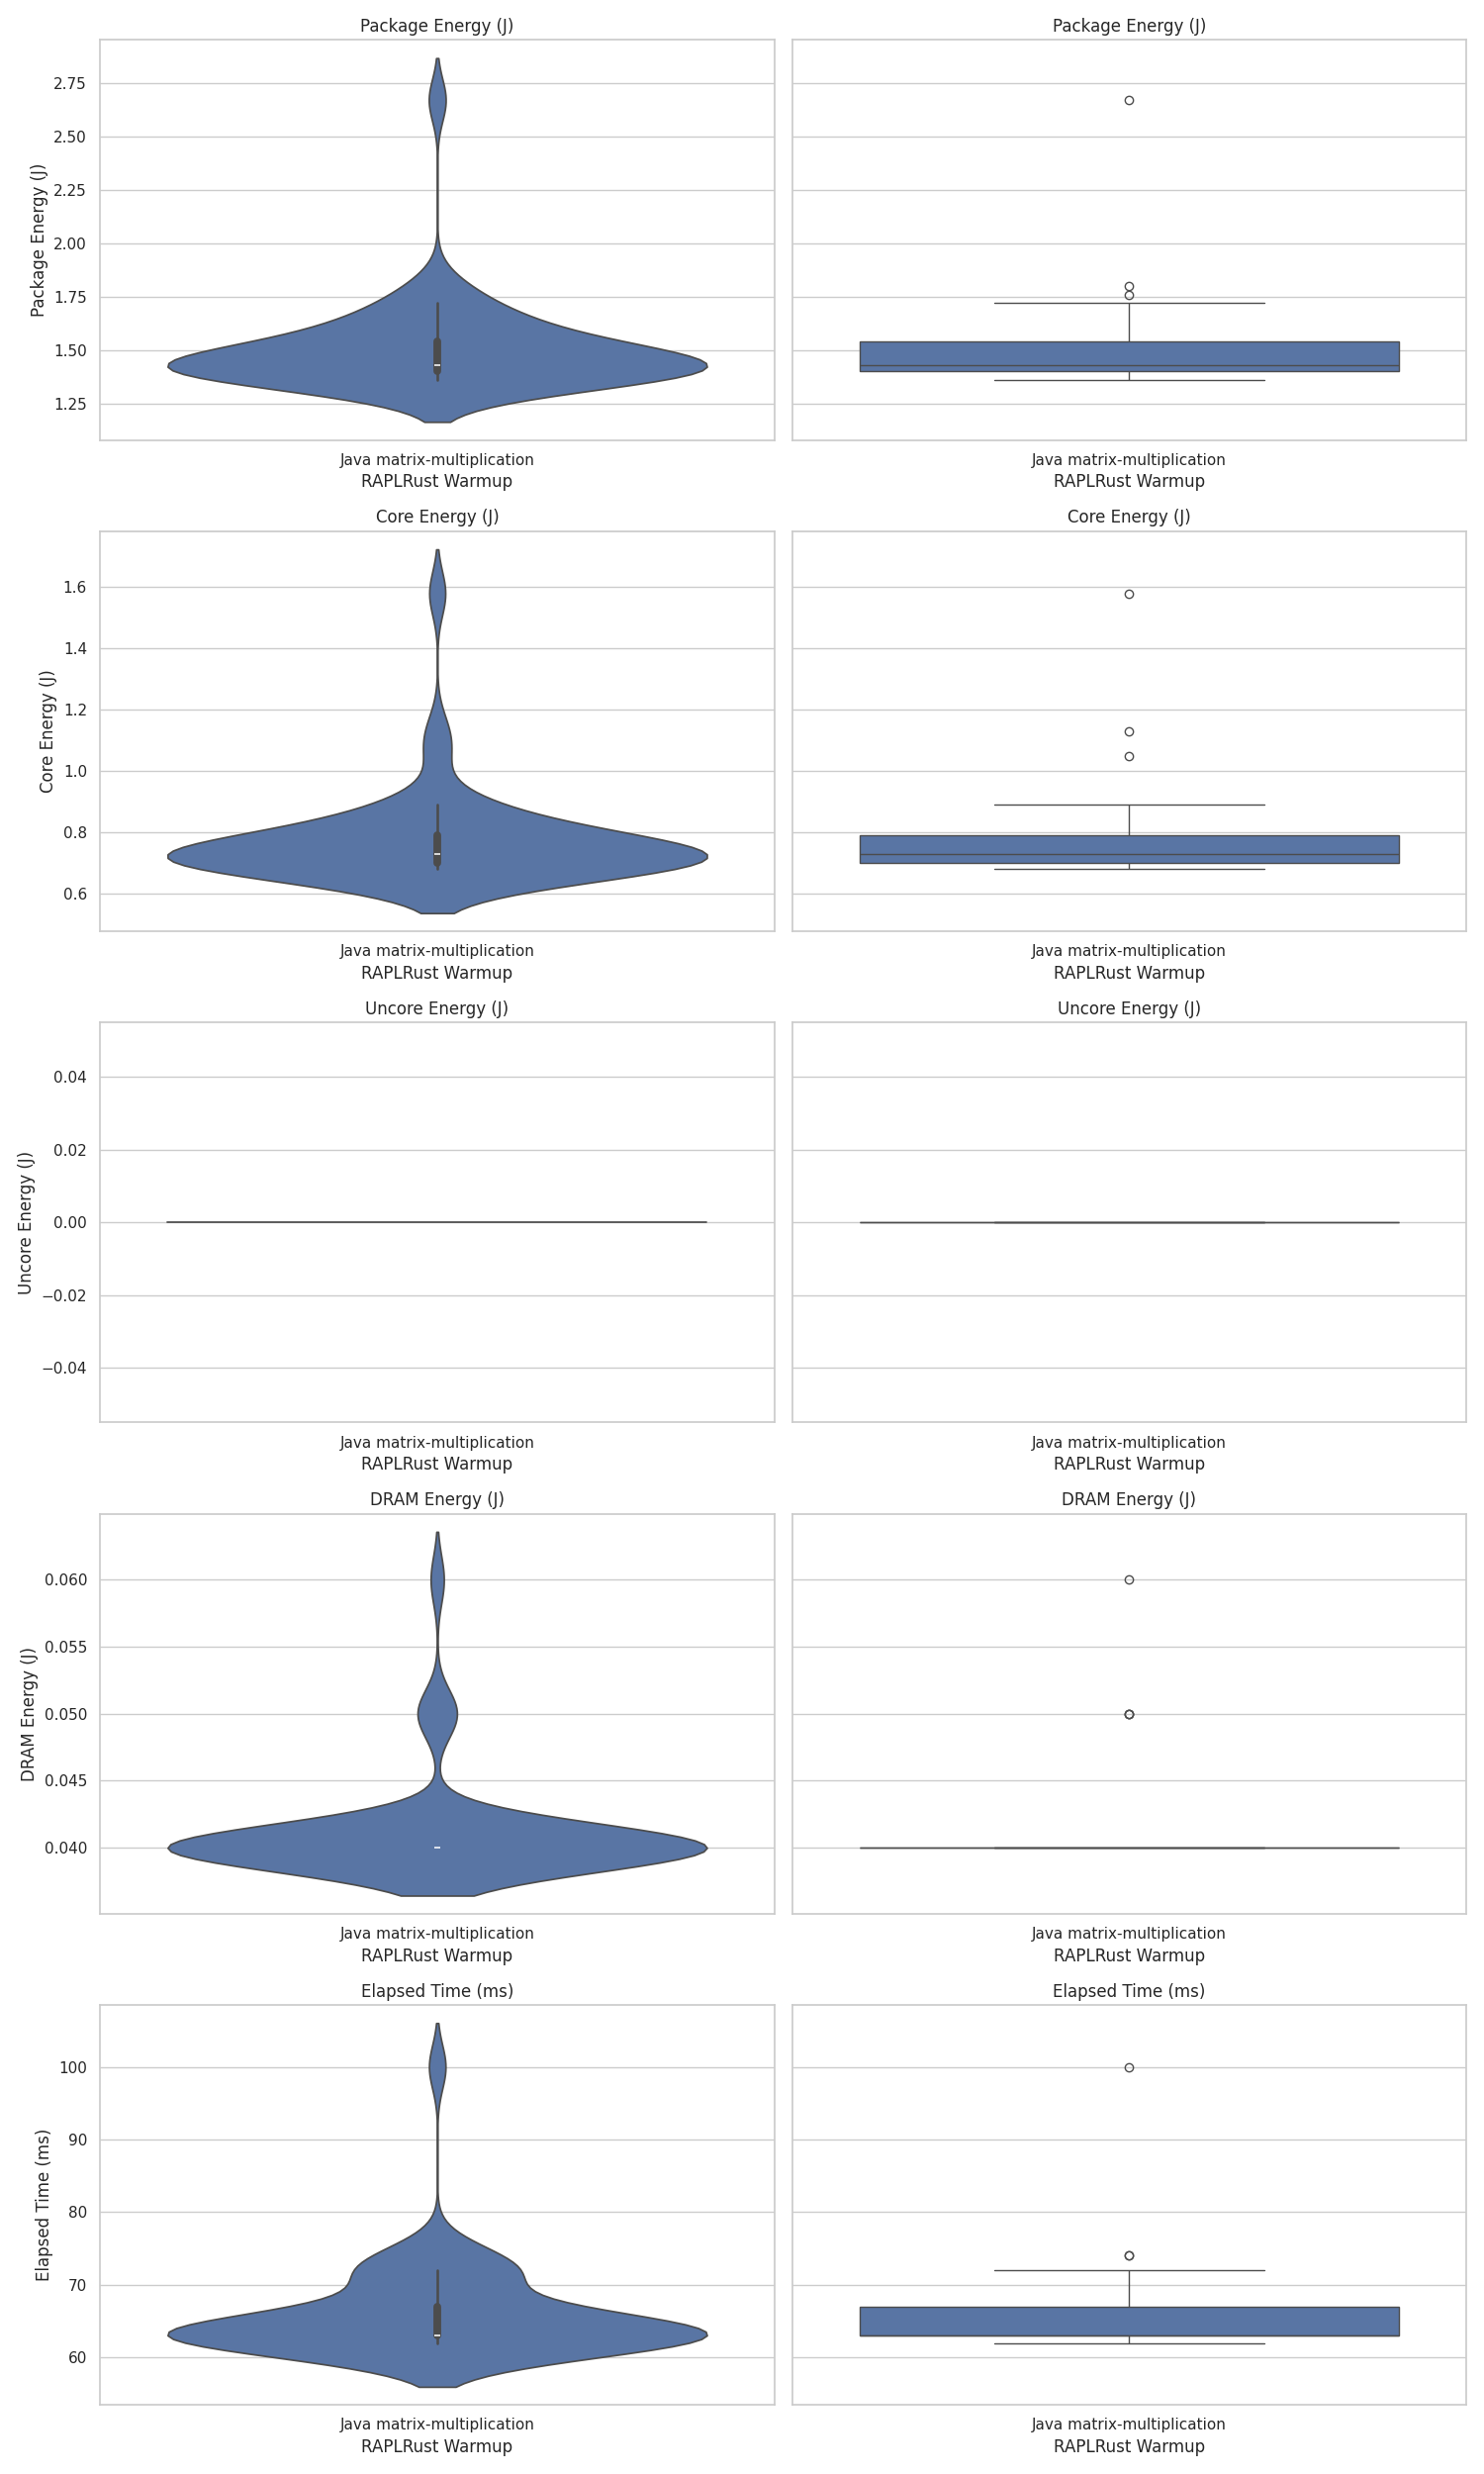 Package Energy (J)
Package Energy (J)
Package Energy (J)
2.75
2.50
2.25
2.00
1.75
1.50
1.25
Java matrix-multiplication
Java matrix-multiplication
RAPLRust Warmup
RAPLRust Warmup
Core Energy (J)
Core Energy (J)
Core Energy (J)
1.6
1.4
1.2
1.0
0.8
0.6
Java matrix-multiplication
Java matrix-multiplication
RAPLRust Warmup
RAPLRust Warmup
Uncore Energy (J)
Uncore Energy (J)
Uncore Energy (J)
0.04
0.02
0.00
−0.02
−0.04
Java matrix-multiplication
Java matrix-multiplication
RAPLRust Warmup
RAPLRust Warmup
DRAM Energy (J)
DRAM Energy (J)
DRAM Energy (J)
0.060
0.055
0.050
0.045
0.040
Java matrix-multiplication
Java matrix-multiplication
RAPLRust Warmup
RAPLRust Warmup
Elapsed Time (ms)
Elapsed Time (ms)
Elapsed Time (ms)
100
90
80
70
60
Java matrix-multiplication
Java matrix-multiplication
RAPLRust Warmup
RAPLRust Warmup